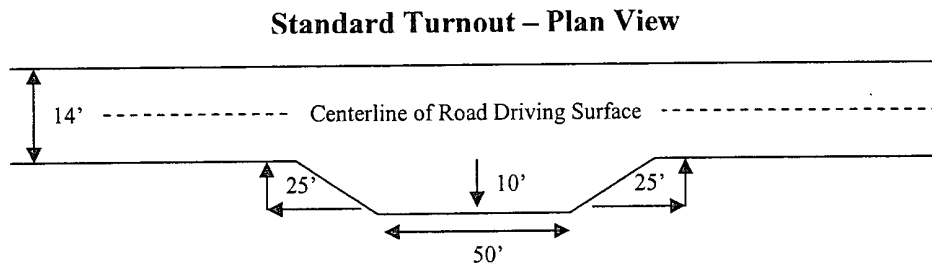 Standard Turnout – Plan View
14’
Centerline of Road Driving Surface
25’
10’
25’
50’